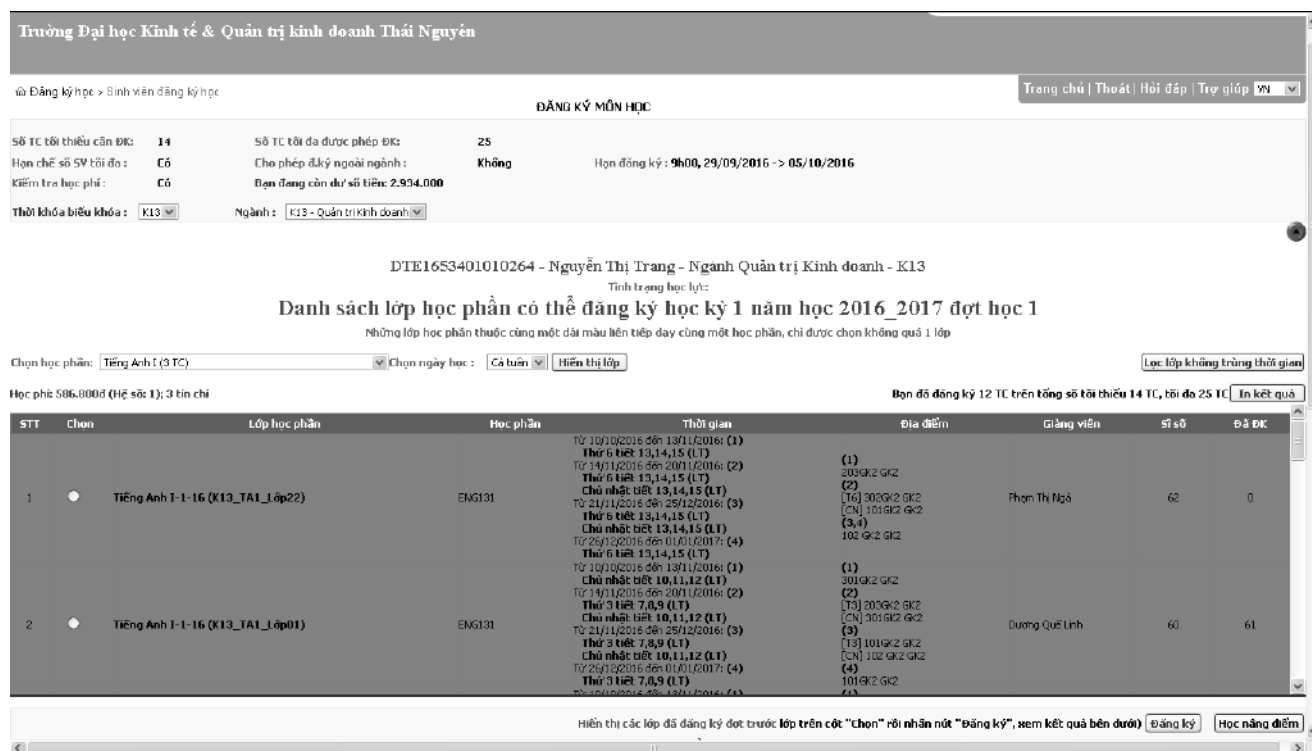 Trường Đại học Kinh tế & Quản trị kinh doanh Thái Nguyên
Đăng ký học > Sinh viên đăng ký học
Trang chủ | Thoát | Hỏi đáp | Trợ giúp VN
ĐĂNG KÝ MÔN HỌC
Số TC tối thiểu cần ĐK: 14 Số TC tối đa được phép ĐK: 25
Hạn chế số SV tối đa : Có Cho phép đ.ký ngoài ngành : Không Hạn đăng ký : 9h00, 29/09/2016 -> 05/10/2016
Kiểm tra học phí : Có Bạn đang còn dư số tiền: 2.934.000
Thời khóa biểu khóa : K13 Ngành : K13 - Quản trị Kinh doanh
DTE1653401010264 - Nguyễn Thị Trang - Ngành Quản trị Kinh doanh - K13
Tình trạng học lực:
Danh sách lớp học phần có thể đăng ký học kỳ 1 năm học 2016_2017 đợt học 1
Những lớp học phần thuộc cùng một dải màu liên tiếp dạy cùng một học phần, chỉ được chọn không quá 1 lớp
Chọn học phần: Tiếng Anh I (3 TC) Chọn ngày học : Cả tuần Hiển thị lớp Lọc lớp không trùng thời gian
Học phí: 586.800đ (Hệ số: 1); 3 tín chỉ Bạn đã đăng ký 12 TC trên tổng số tối thiểu 14 TC, tối đa 25 TC In kết quả
STT Chọn Lớp học phần Học phần Thời gian Địa điểm Giảng viên Sĩ số Đã ĐK
1 Tiếng Anh I-1-16 (K13_TA1_Lớp22) ENG131
Từ 10/10/2016 đến 13/11/2016: (1)
Thứ 6 tiết 13,14,15 (LT)
Từ 14/11/2016 đến 20/11/2016: (2)
Thứ 6 tiết 13,14,15 (LT)
Chủ nhật tiết 13,14,15 (LT)
Từ 21/11/2016 đến 25/12/2016: (3)
Thứ 6 tiết 13,14,15 (LT)
Chủ nhật tiết 13,14,15 (LT)
Từ 26/12/2016 đến 01/01/2017: (4)
Thứ 6 tiết 13,14,15 (LT)
(1)
203GK2 GK2
(2)
[T6] 302GK2 GK2
[CN] 101GK2 GK2
(3,4)
102 GK2 GK2
Phạm Thị Ngà 62 0
2 Tiếng Anh I-1-16 (K13_TA1_Lớp01) ENG131
Từ 10/10/2016 đến 13/11/2016: (1)
Chủ nhật tiết 10,11,12 (LT)
Từ 14/11/2016 đến 20/11/2016: (2)
Thứ 3 tiết 7,8,9 (LT)
Chủ nhật tiết 10,11,12 (LT)
Từ 21/11/2016 đến 25/12/2016: (3)
Thứ 3 tiết 7,8,9 (LT)
Chủ nhật tiết 10,11,12 (LT)
Từ 26/12/2016 đến 01/01/2017: (4)
Thứ 3 tiết 7,8,9 (LT)
(1)
301GK2 GK2
(2)
[T3] 203GK2 GK2
[CN] 301GK2 GK2
(3)
[T3] 101GK2 GK2
[CN] 102 GK2 GK2
(4)
101GK2 GK2
Dương Quế Linh 60 61
Hiển thị các lớp đã đăng ký đợt trước lớp trên cột "Chọn" rồi nhấn nút "Đăng ký", xem kết quả bên dưới) Đăng ký Học nâng điểm